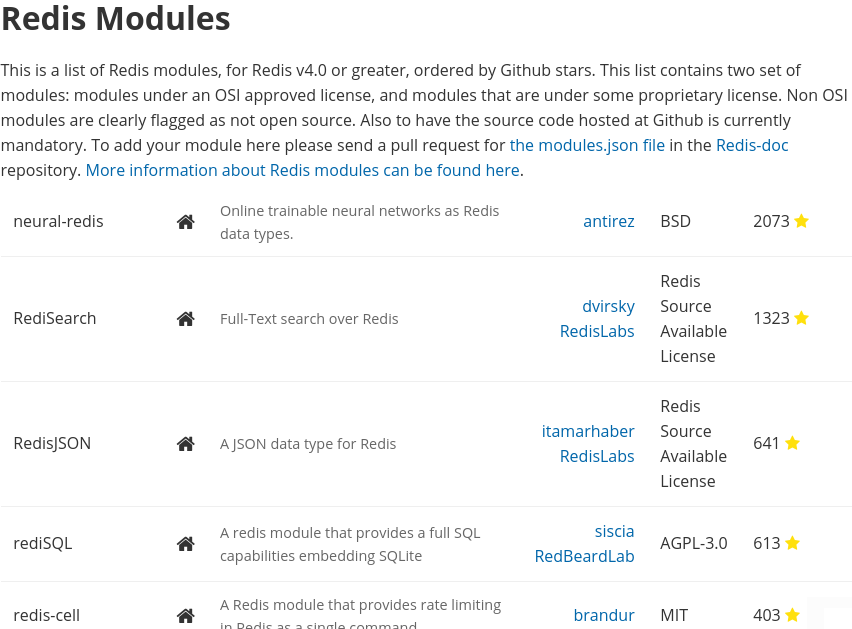 Redis Modules
This is a list of Redis modules, for Redis v4.0 or greater, ordered by Github stars. This list contains two set of
modules: modules under an OSI approved license, and modules that are under some proprietary license. Non OSI
modules are clearly flagged as not open source. Also to have the source code hosted at Github is currently
mandatory. To add your module here please send a pull request for the modules.json file in the Redis-doc
repository. More information about Redis modules can be found here.
neural-redis
Online trainable neural networks as Redis
data types.
antirez
BSD
2073
RediSearch
Full-Text search over Redis
dvirsky
RedisLabs
Redis
Source
Available
License
1323
RedisJSON
A JSON data type for Redis
itamarhaber
RedisLabs
Redis
Source
Available
License
641
rediSQL
A redis module that provides a full SQL
capabilities embedding SQLite
siscia
RedBeardLab
AGPL-3.0
613
redis-cell
A Redis module that provides rate limiting
in Redis as a single command
brandur
MIT
403